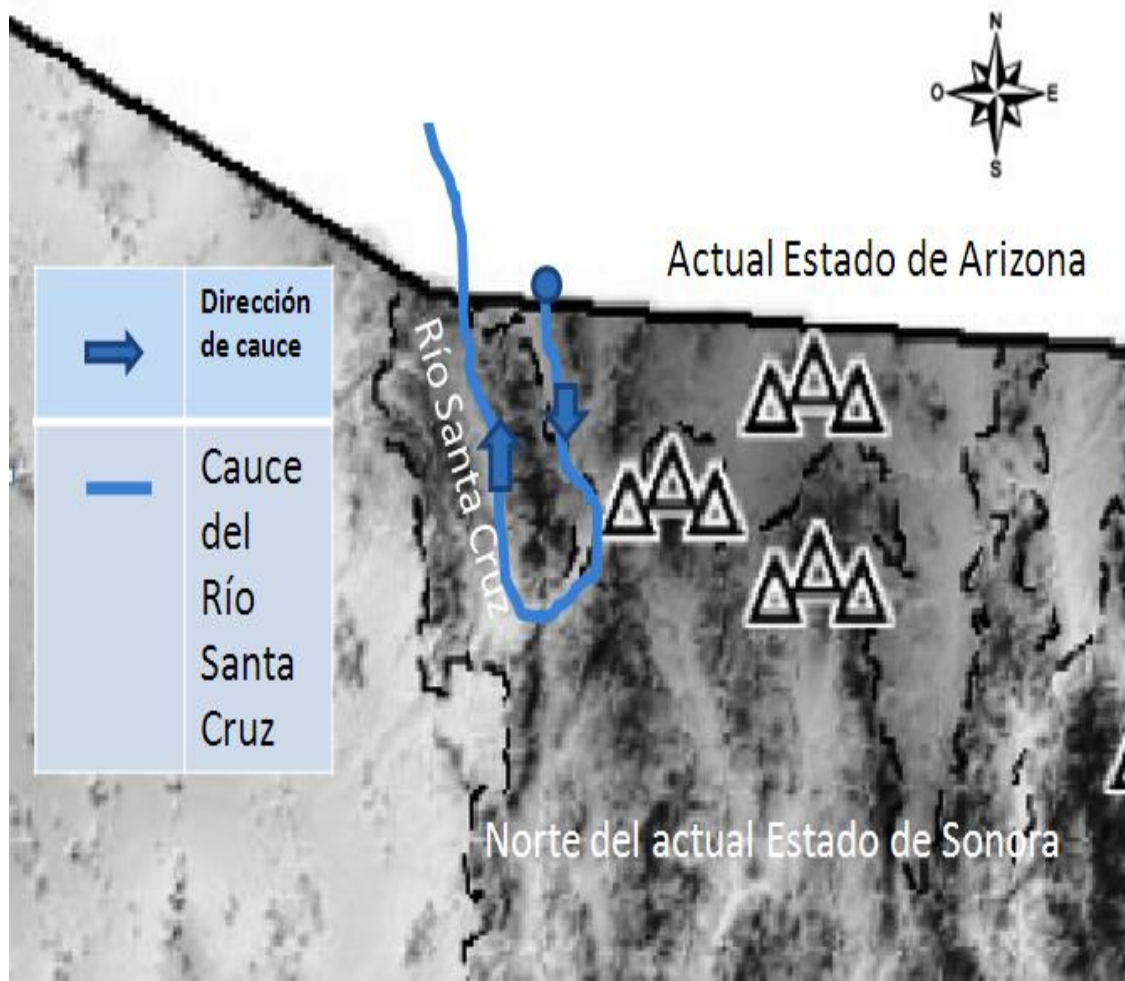 N
O
E
S
Actual Estado de Arizona
Dirección
de cauce
Río Santa Cruz
Cauce
del
Río
Santa
Cruz
Norte del actual Estado de Sonora